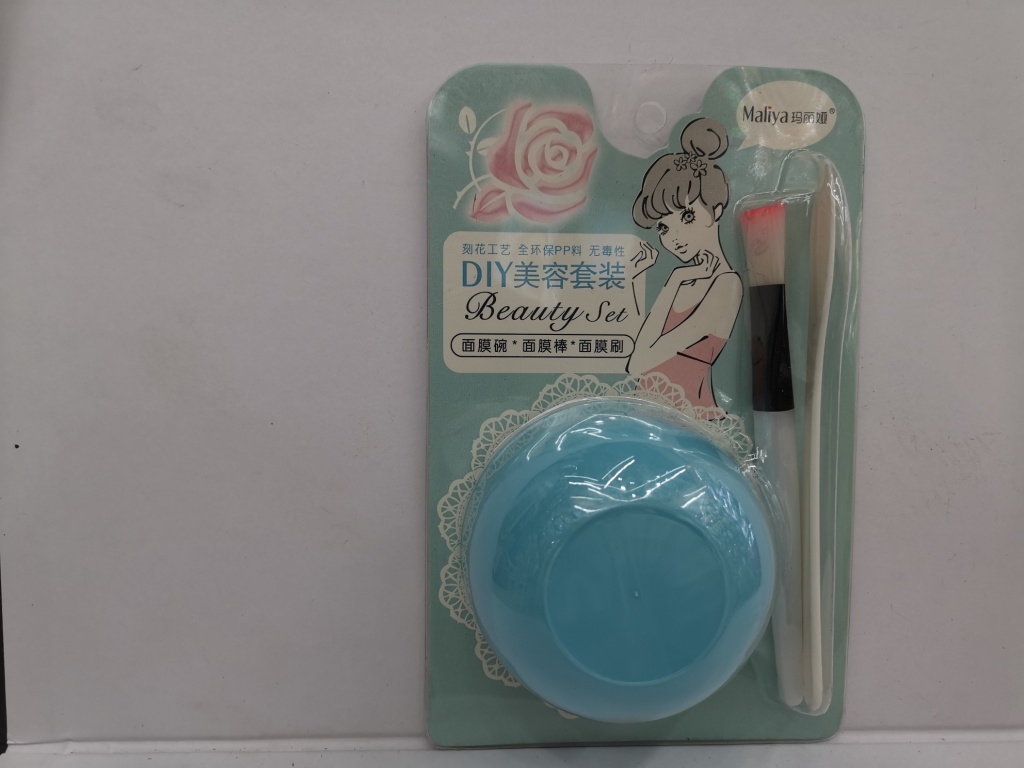 Maliya玛丽娅®
刻花工艺 全环保PP料 无毒性
DIY美容套装
Beauty Set
面膜碗*面膜棒*面膜刷